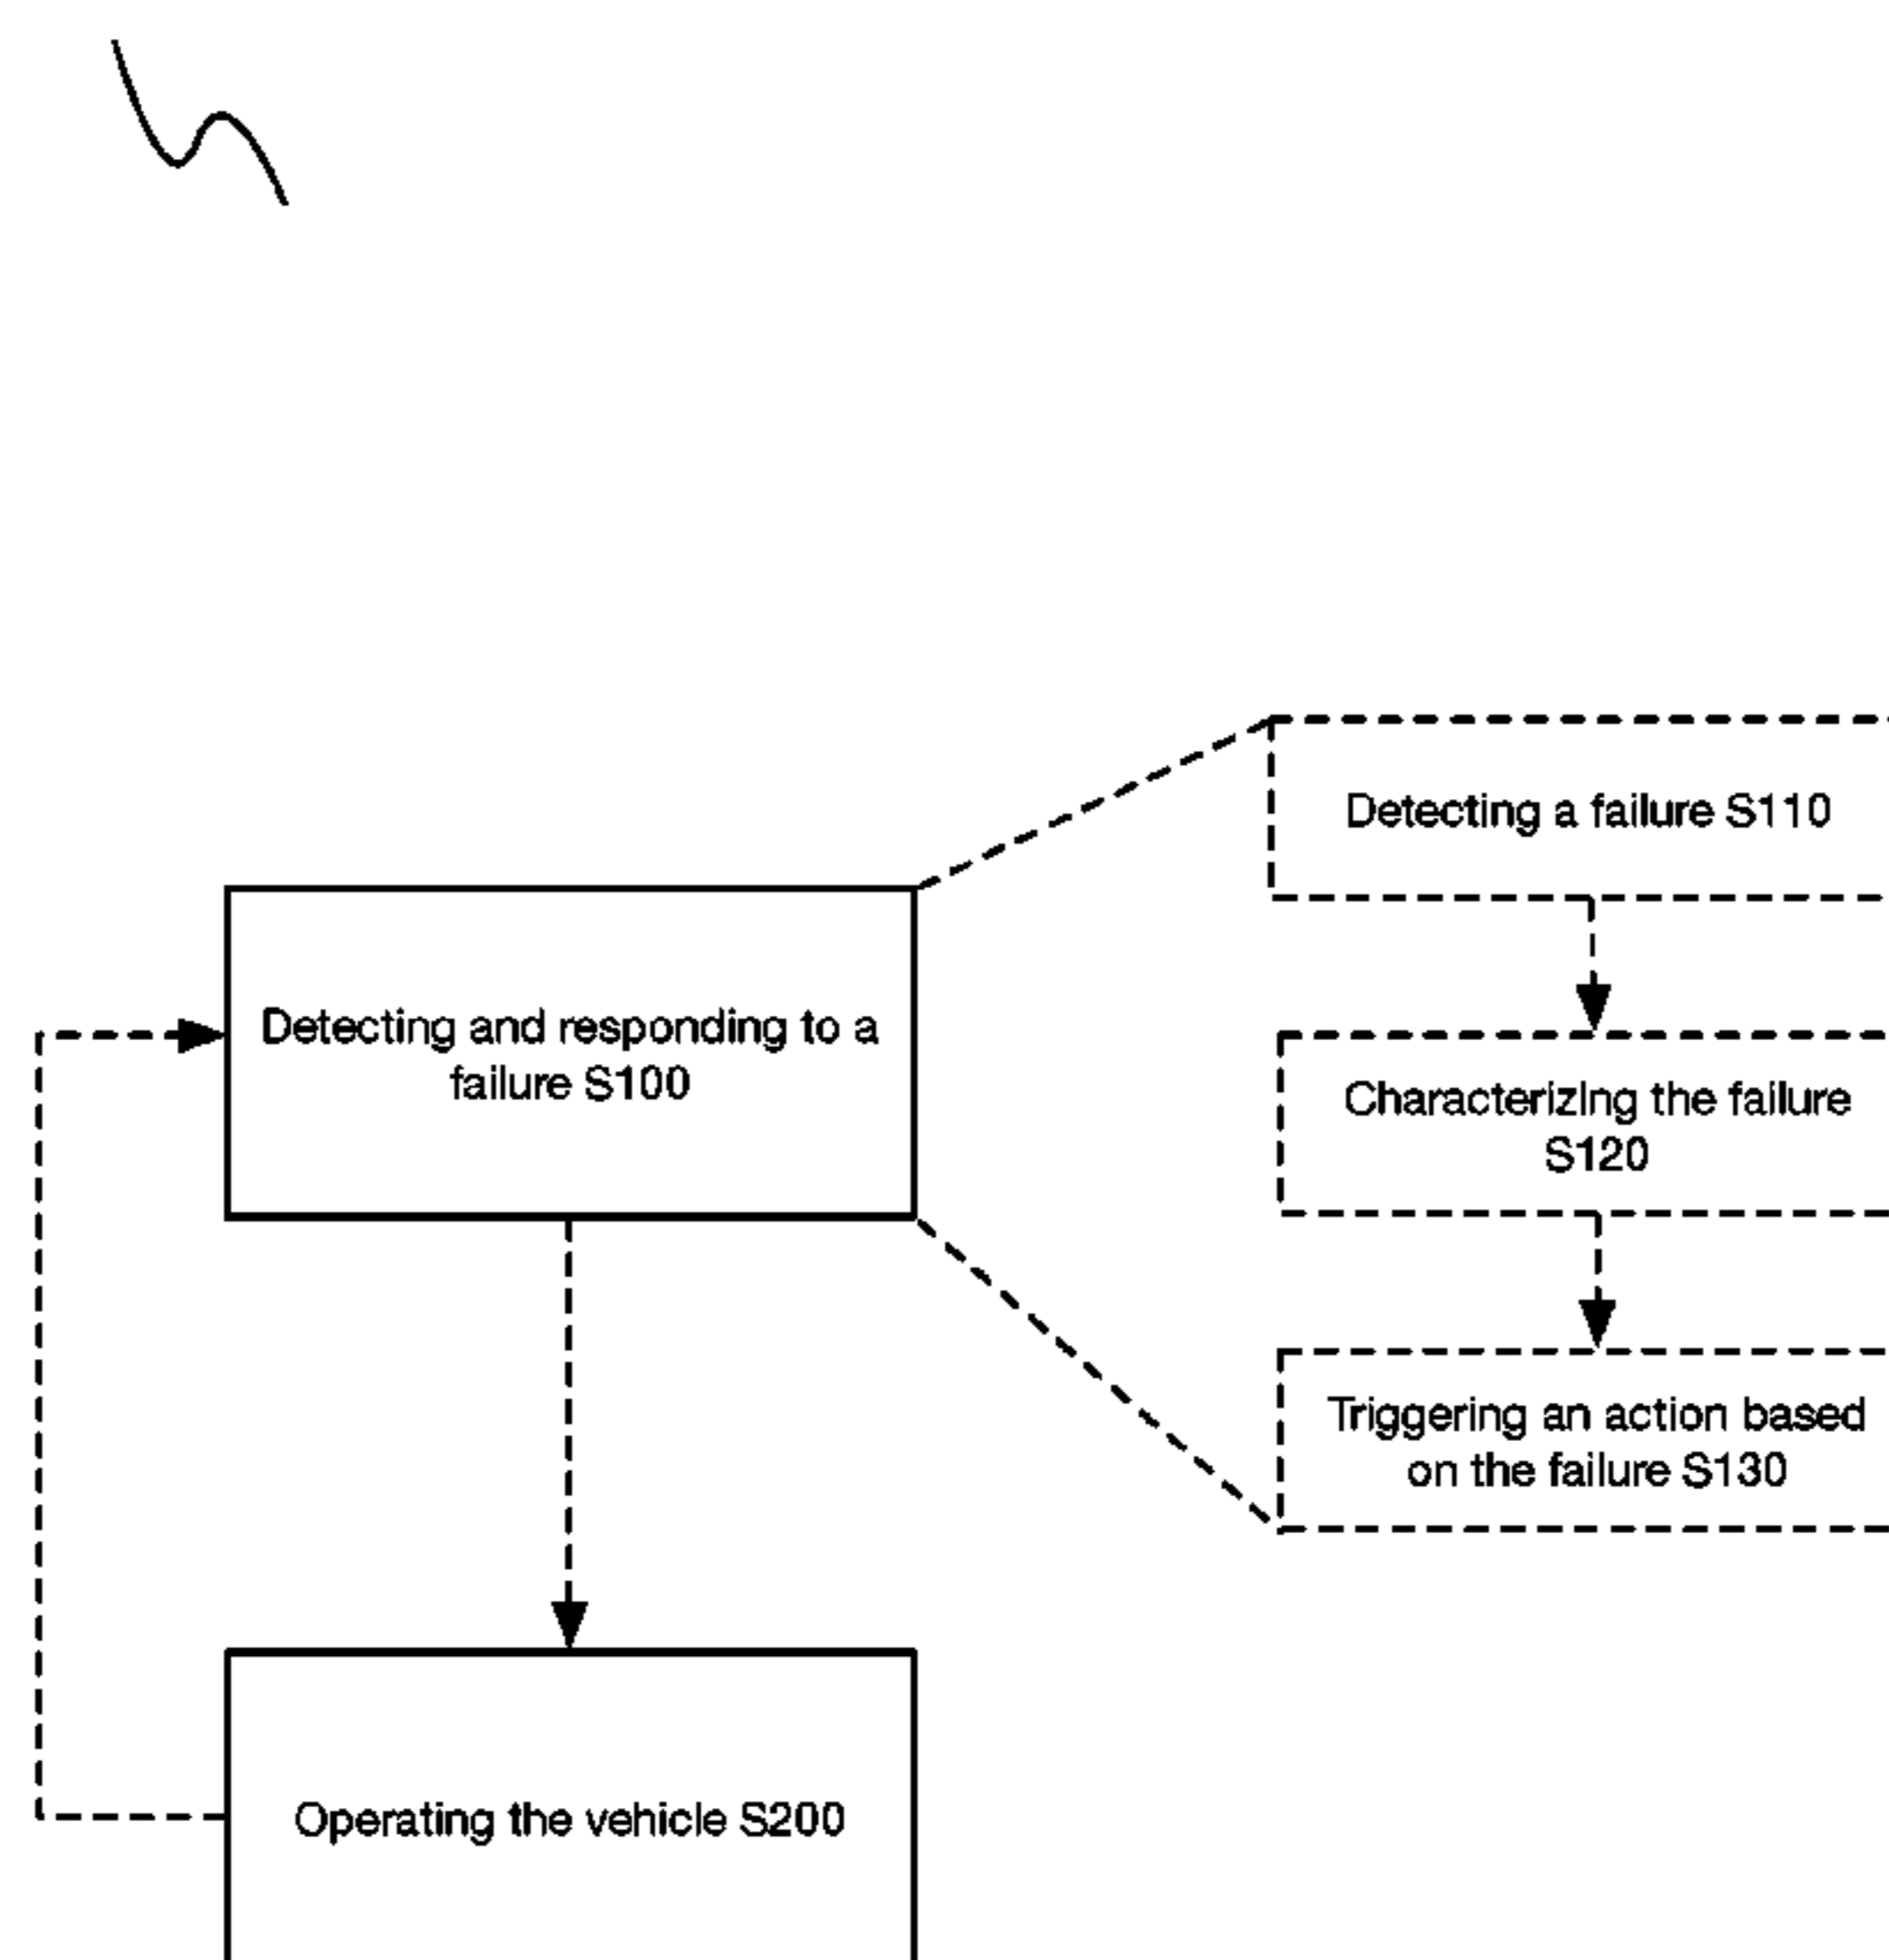 Detecting a failure S110
Detecting and responding to a
failure S100
Characterizing the failure
S120
Triggering an action based
on the failure S130
Operating the vehicle S200